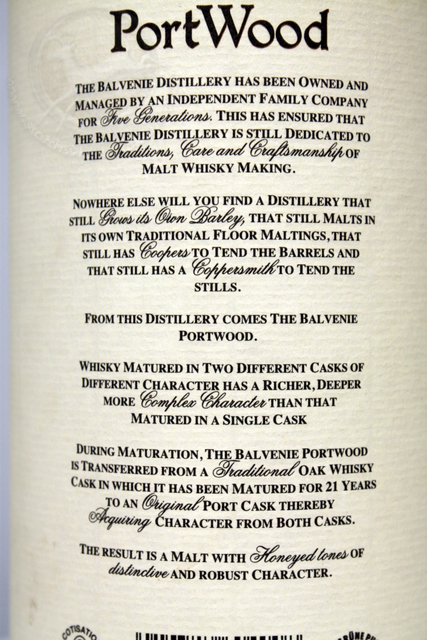 PortWood
THE BALVENIE DISTILLERY HAS BEEN OWNED AND
MANAGED BY AN INDEPENDENT FAMILY COMPANY
FOR Five Generations. THIS HAS ENSURED THAT
THE BALVENIE DISTILLERY IS STILL DEDICATED TO
THE Traditions, Care and Craftsmanship OF
MALT WHISKY MAKING.
NOWHERE ELSE WILL YOU FIND A DISTILLERY THAT
STILL Grows its Own Barley, THAT STILL MALTS IN
ITS OWN TRADITIONAL FLOOR MALTINGS, THAT
STILL HAS Coopers TO TEND THE BARRELS AND
THAT STILL HAS A Coppersmith TO TEND THE
STILLS.
FROM THIS DISTILLERY COMES THE BALVENIE
PORTWOOD.
WHISKY MATURED IN TWO DIFFERENT CASKS OF
DIFFERENT CHARACTER HAS A RICHER, DEEPER
MORE Complex Character THAN THAT
MATURED IN A SINGLE CASK
DURING MATURATION, THE BALVENIE PORTWOOD
IS TRANSFERRED FROM A Traditional OAK WHISKY
CASK IN WHICH IT HAS BEEN MATURED FOR 21 YEARS
TO AN Original PORT CASK THEREBY
Acquiring CHARACTER FROM BOTH CASKS.
THE RESULT IS A MALT WITH Honeyed tones OF
distinctive AND ROBUST CHARACTER.